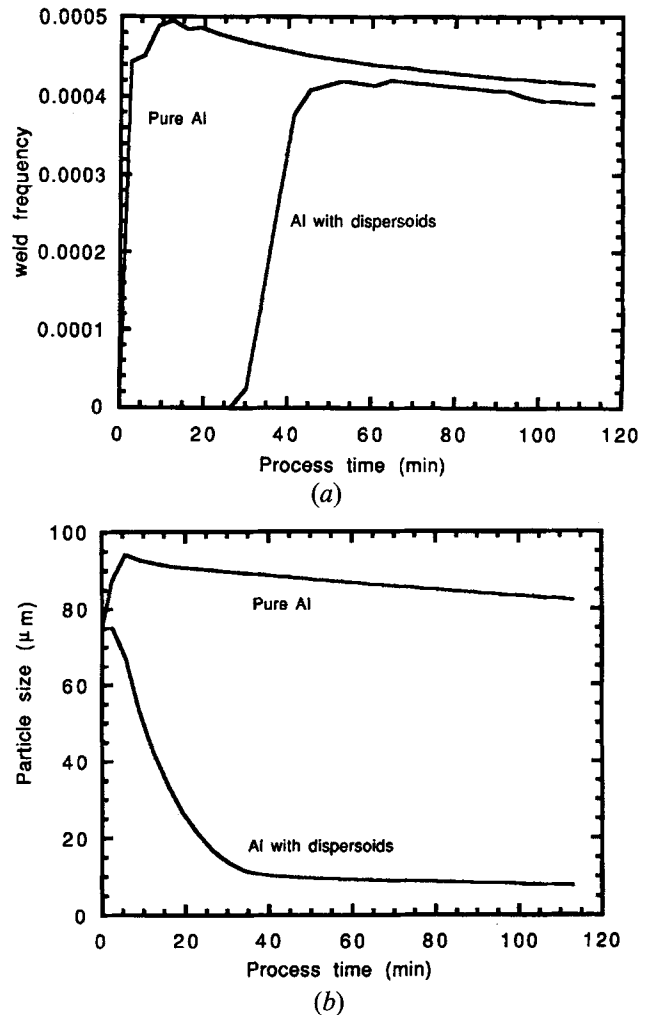 0.0005
0.0004
0.0003
0.0002
0.0001
0
weld frequency
Pure Al
Al with dispersoids
0 20 40 60 80 100 120
Process time (min)
(a)
100
80
60
40
20
0
Particle size (μm)
Pure Al
Al with dispersoids
0 20 40 60 80 100 120
Process time (min)
(b)